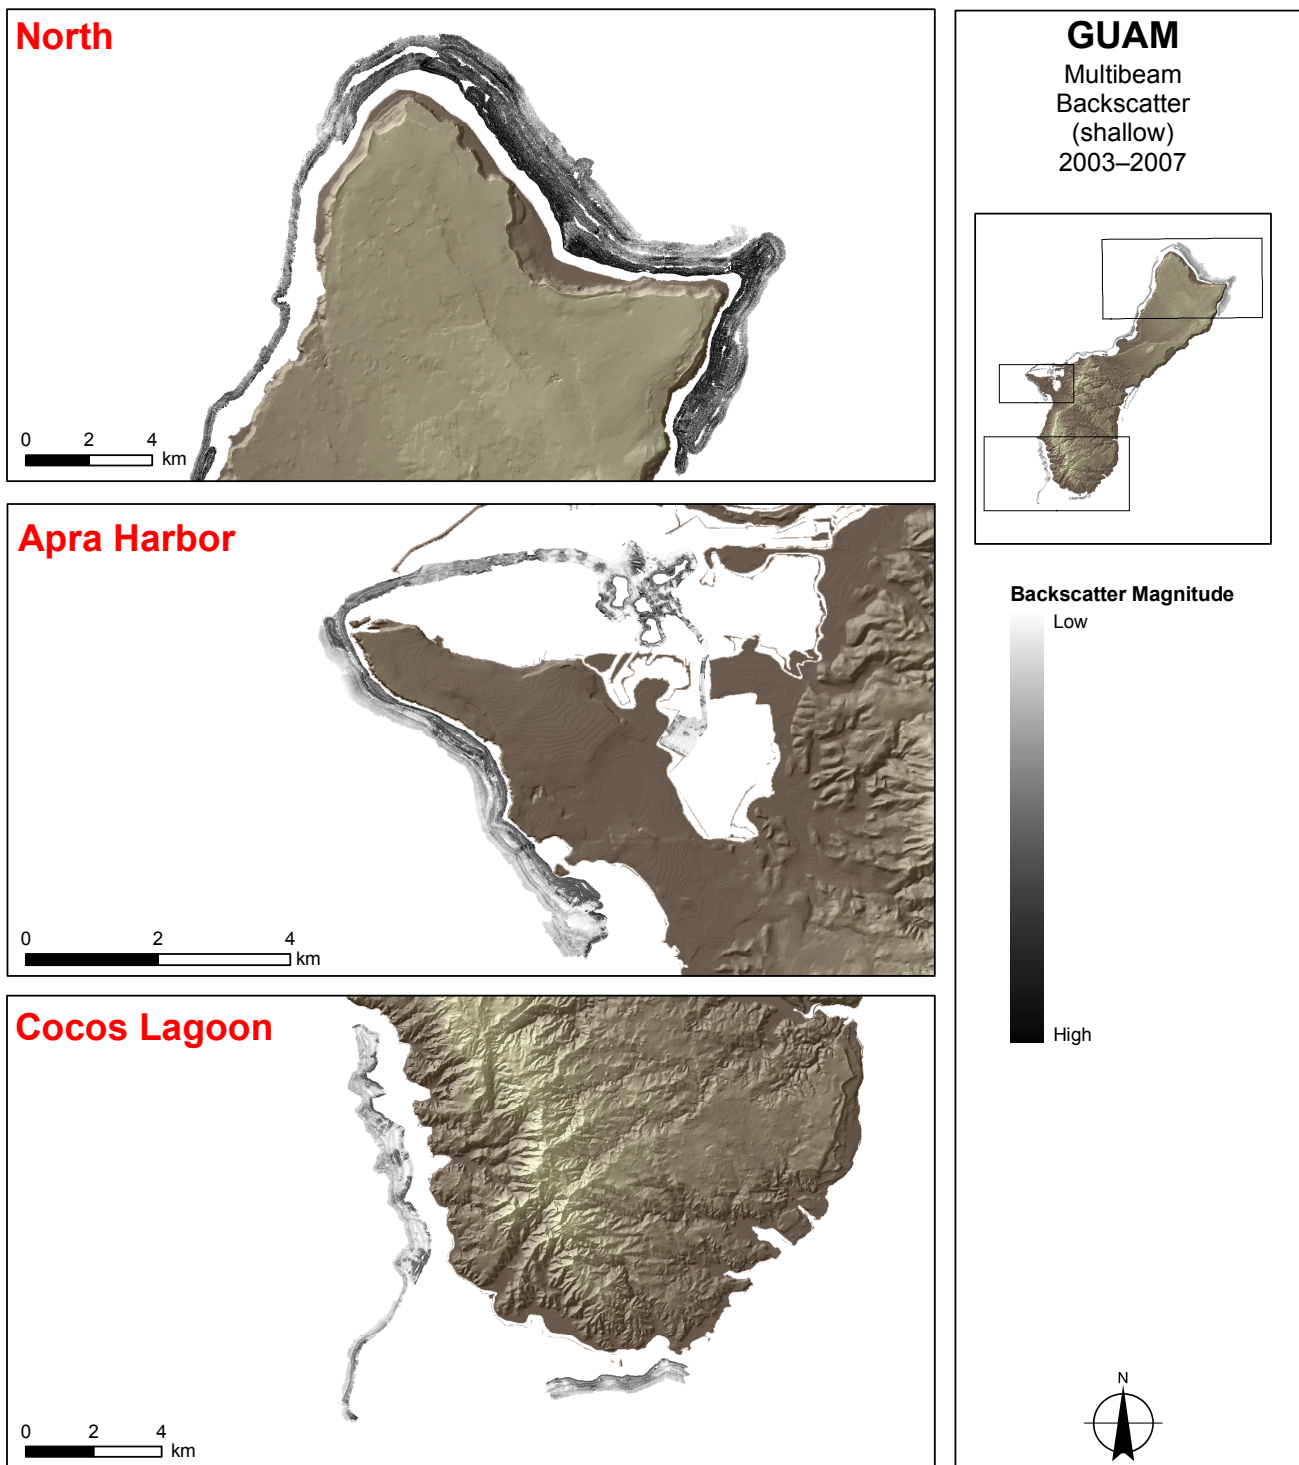 North
0 2 4
km
Apra Harbor
0 2 4
km
Cocos Lagoon
0 2 4
km
GUAM
Multibeam
Backscatter
(shallow)
2003–2007
Backscatter Magnitude
Low
High
N